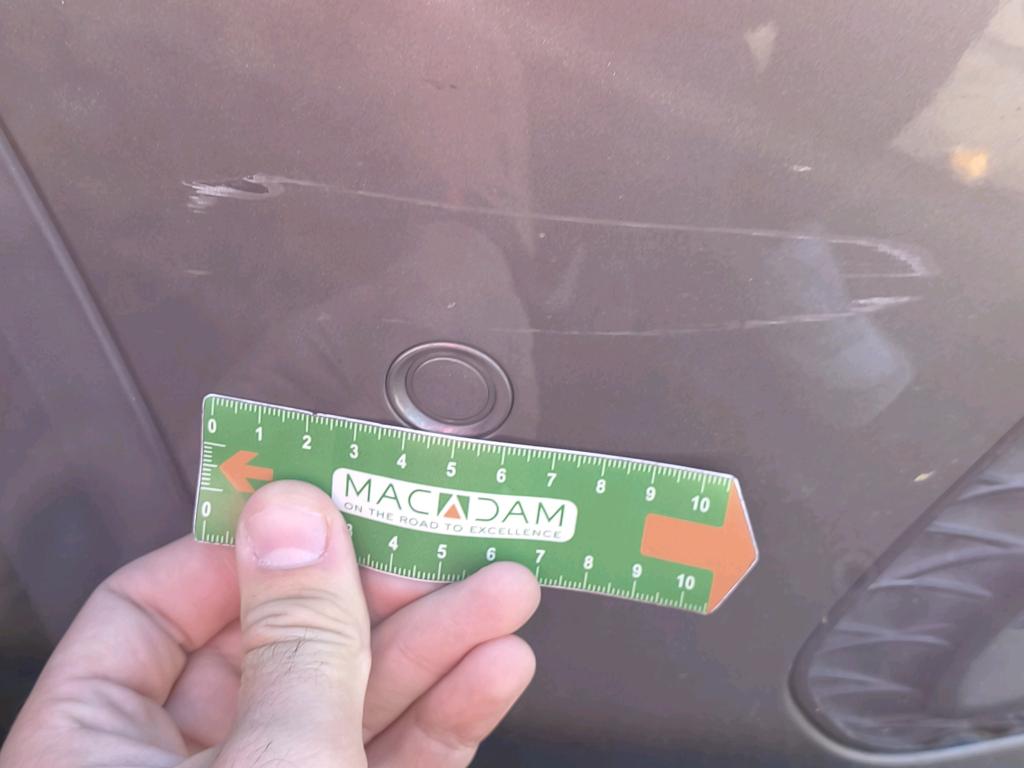 0 1 2 3 4 5 6 7 8 9 10
MACADAM
ON THE ROAD TO EXCELLENCE
0 3 4 5 6 7 8 9 10